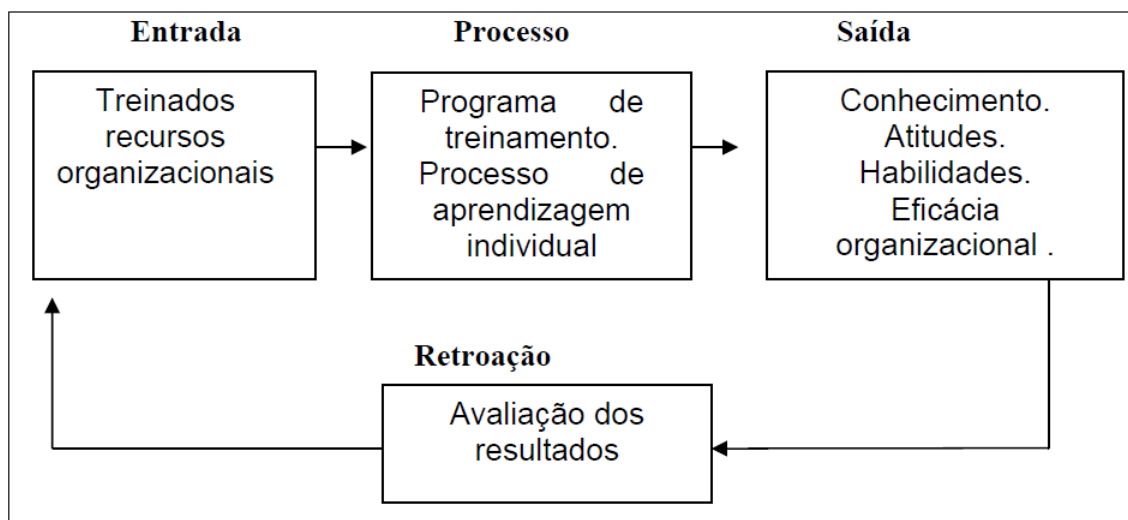 Entrada
Processo
Saída
Treinados
recursos
organizacionais
Programa de
treinamento.
Processo de
aprendizagem
individual
Conhecimento.
Atitudes.
Habilidades.
Eficácia
organizacional .
Retroação
Avaliação dos
resultados